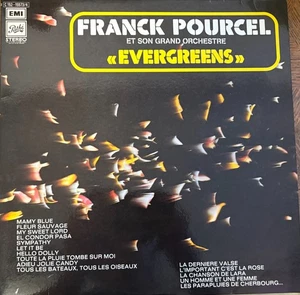 EMI
Pathé
STEREO
FRANCK POURCEL
ET SON GRAND ORCHESTRE
«EVERGREENS»
MAMY BLUE
FLEUR SAUVAGE
MY SWEET LORD
EL CONDOR PASA
SYMPATHY
LET IT BE
HELLO DOLLY
TOUTE LA PLUIE TOMBE SUR MOI
ADIEU JOLIE CANDY
TOUS LES BATEAUX, TOUS LES OISEAUX
LA DERNIERE VALSE
L'IMPORTANT C'EST LA ROSE
LA CHANSON DE LARA
UN HOMME ET UNE FEMME
LES PARAPLUIES DE CHERBOURG...